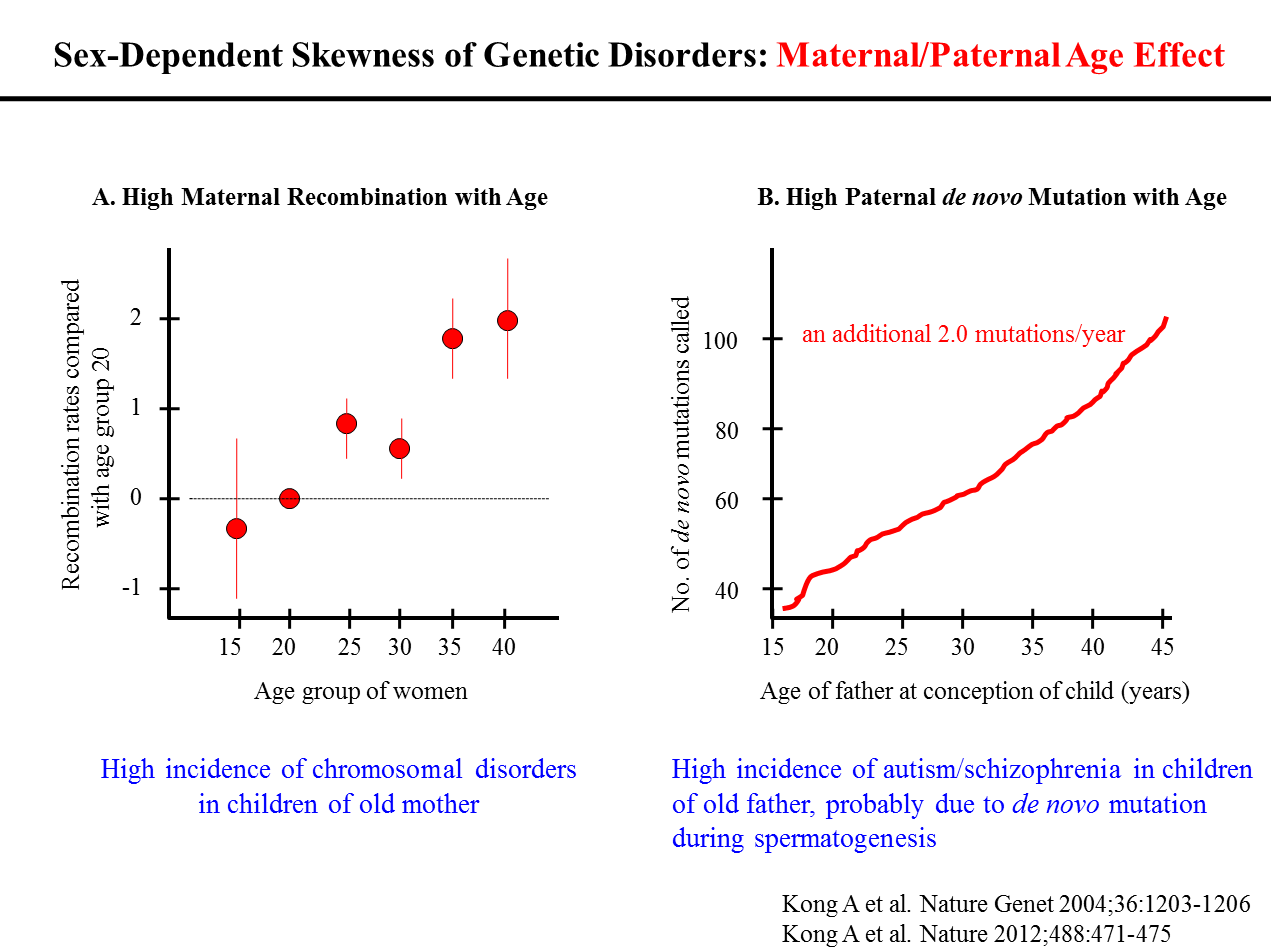 Sex-Dependent Skewness of Genetic Disorders: Maternal/Paternal Age Effect
A. High Maternal Recombination with Age
Recombination rates compared
with age group 20
2
1
0
-1
15 20 25 30 35 40
Age group of women
High incidence of chromosomal disorders
in children of old mother
B. High Paternal de novo Mutation with Age
No. of de novo mutations called
an additional 2.0 mutations/year
100
80
60
40
15 20 25 30 35 40 45
Age of father at conception of child (years)
High incidence of autism/schizophrenia in children
of old father, probably due to de novo mutation
during spermatogenesis
Kong A et al. Nature Genet 2004;36:1203-1206
Kong A et al. Nature 2012;488:471-475